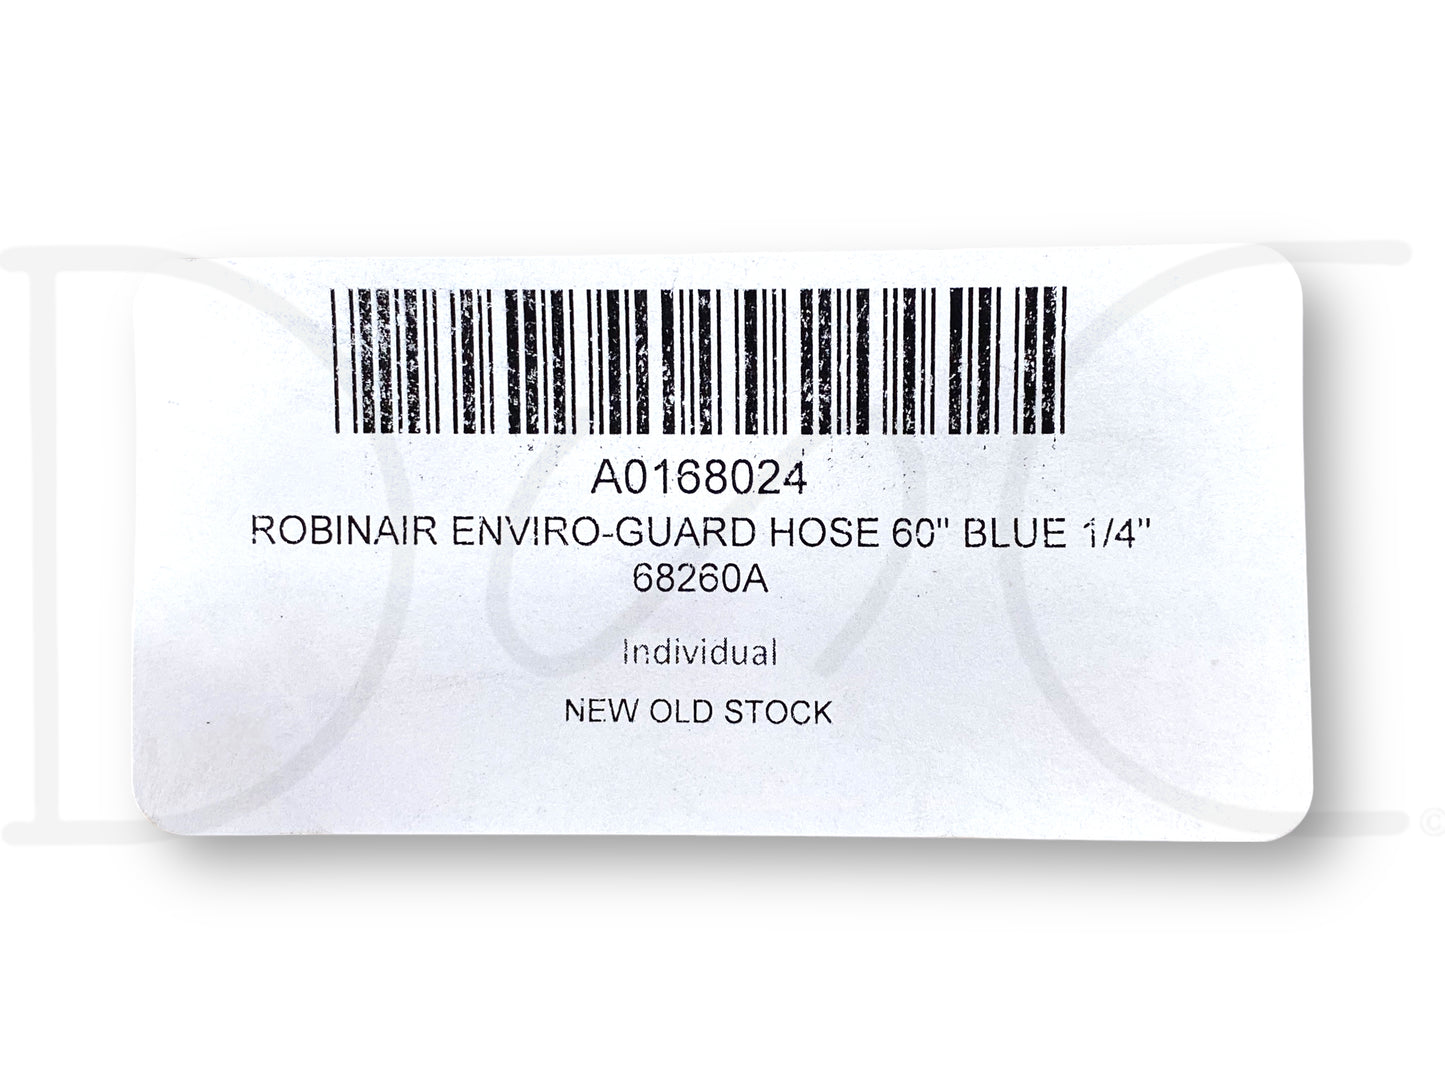 A0168024
ROBINAIR ENVIRO-GUARD HOSE 60" BLUE 1/4"
68260A
Individual
NEW OLD STOCK
©